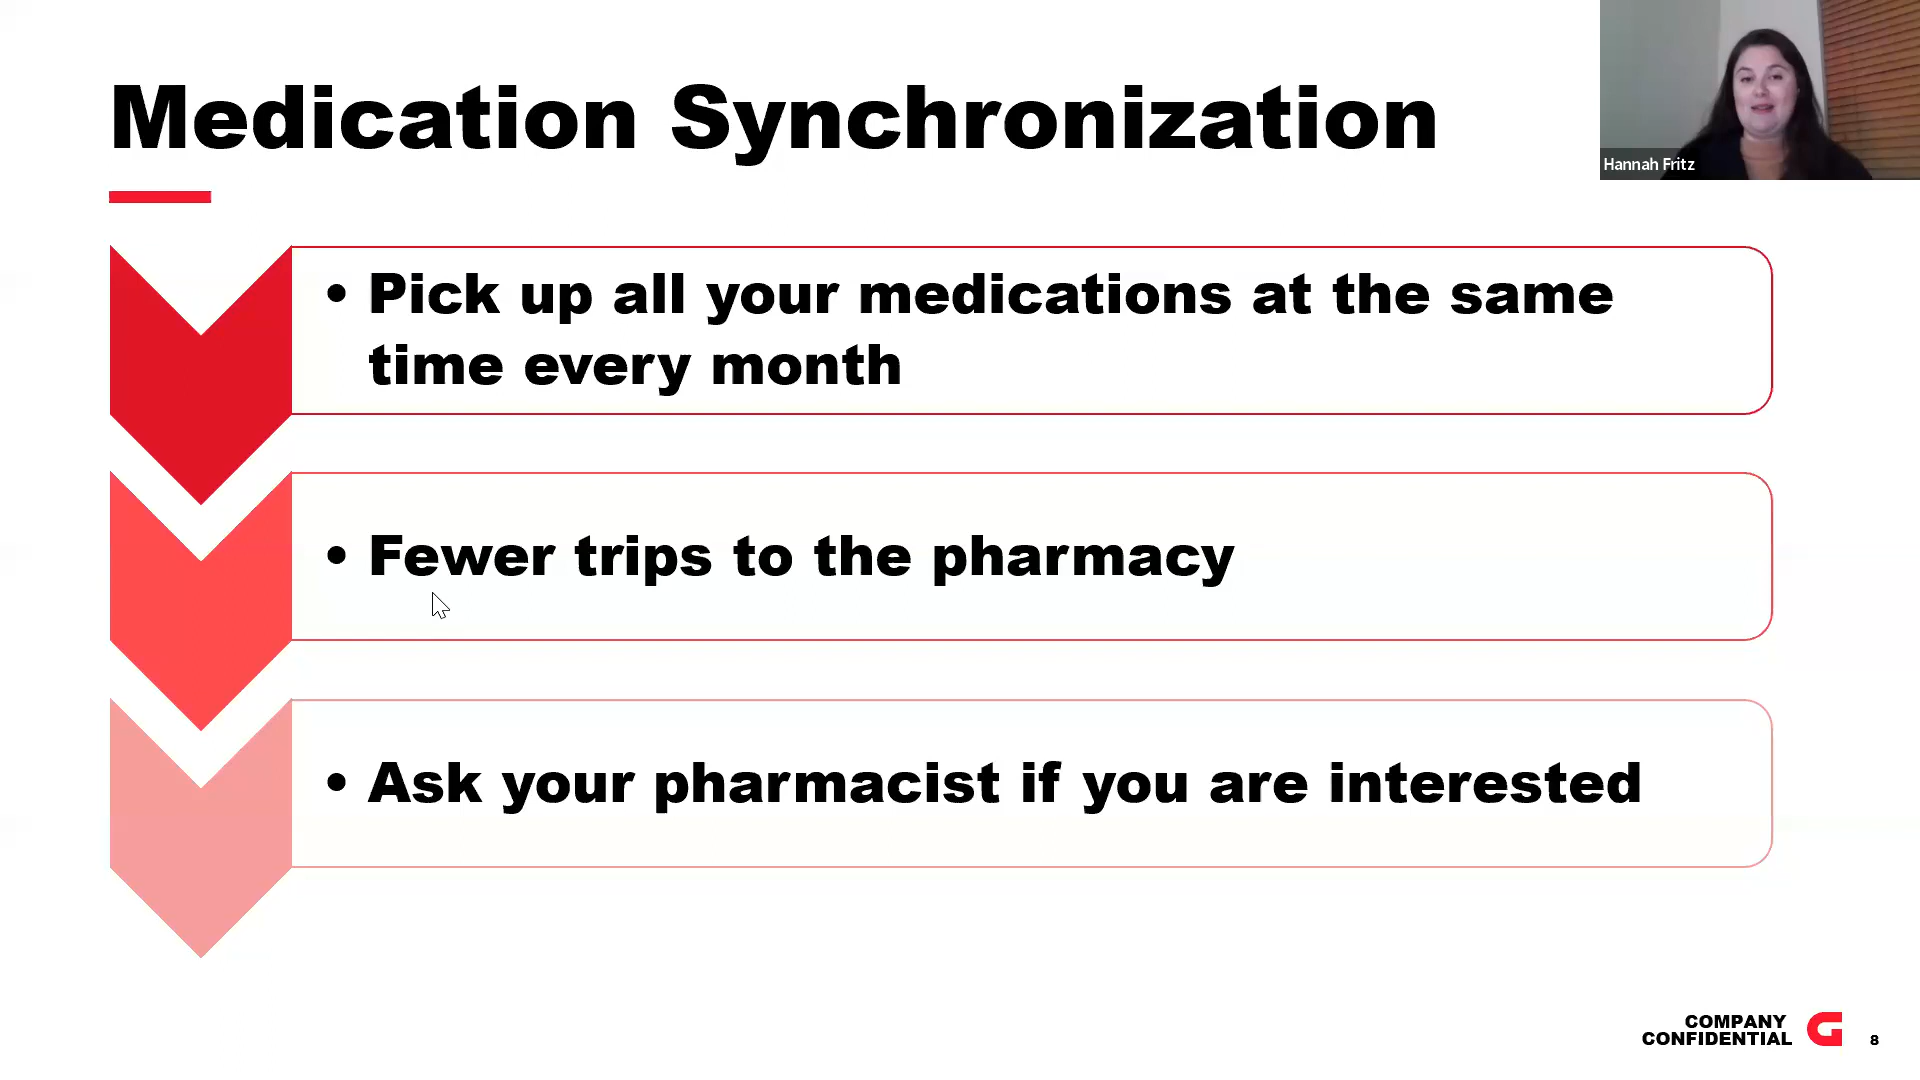 Medication Synchronization
Hannah Fritz
• Pick up all your medications at the same
time every month
• Fewer trips to the pharmacy
• Ask your pharmacist if you are interested
COMPANY
CONFIDENTIAL
G
8